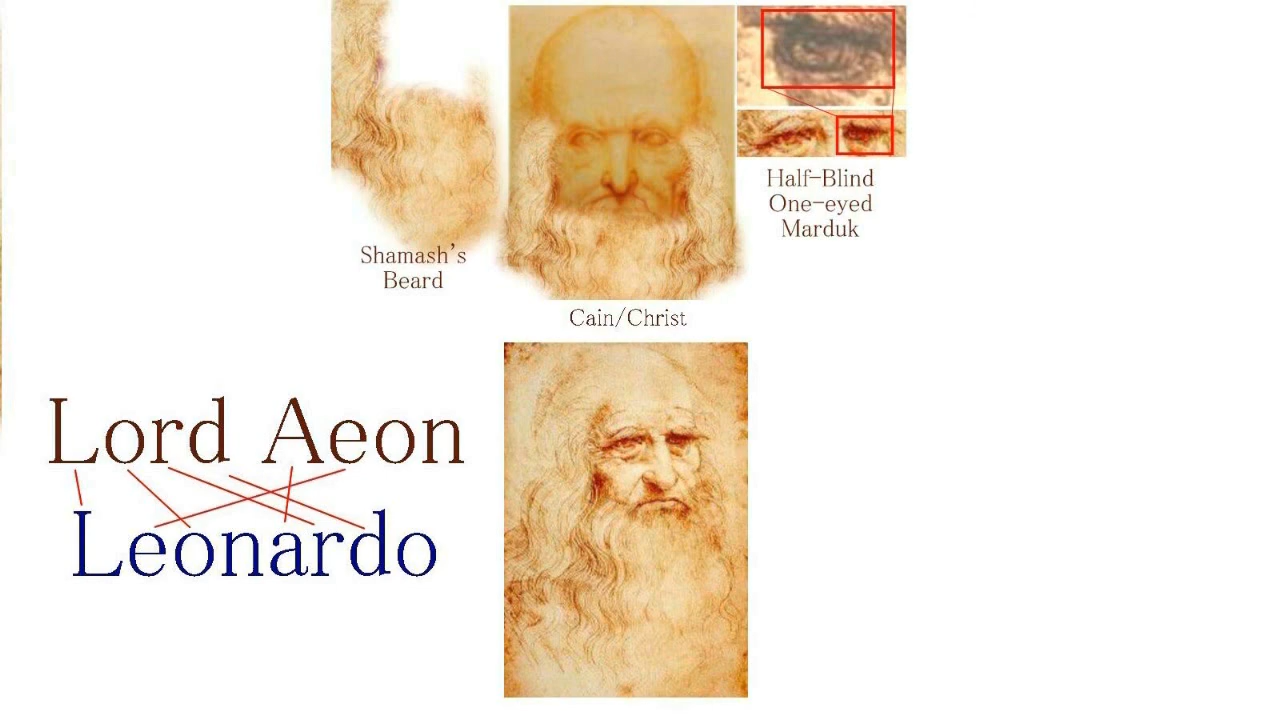 Shamash's
Beard
Cain/Christ
Half-Blind
One-eyed
Marduk
Lord Aeon
Leonardo